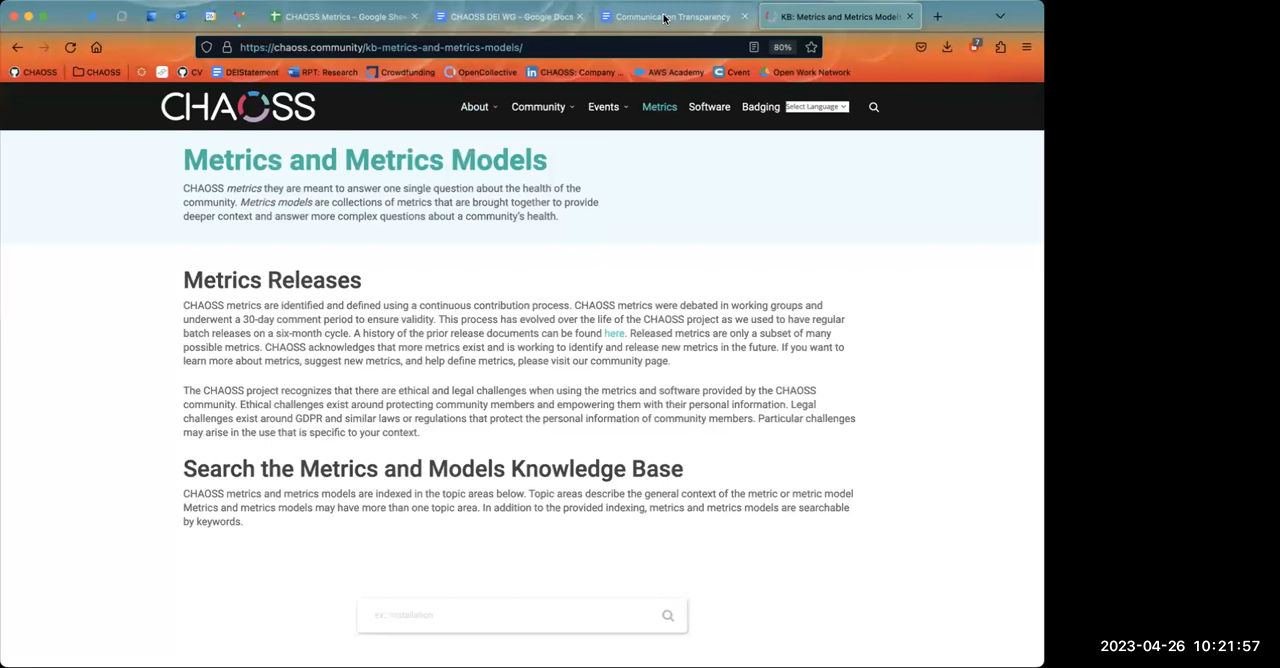 CHAOSS Metrics – Google She
CHAOSS DEI WG - Google Docs
Communication Transparency
KB: Metrics and Metrics Model
https://chaoss.community/kb-metrics-and-metrics-models/
80%
7
CHAOSS
CHAOSS
CV
DEIStatement
RPT: Research
Crowdfunding
OpenCollective
CHAOSS: Company ...
AWS Academy
Cvent
Open Work Network
CHAOSS
About
Community
Events
Metrics
Software
Badging
Select Language
Metrics and Metrics Models
CHAOSS metrics they are meant to answer one single question about the health of the
community. Metrics models are collections of metrics that are brought together to provide
deeper context and answer more complex questions about a community's health.
Metrics Releases
CHAOSS metrics are identified and defined using a continuous contribution process. CHAOSS metrics were debated in working groups and
underwent a 30-day comment period to ensure validity. This process has evolved over the life of the CHAOSS project as we used to have regular
batch releases on a six-month cycle. A history of the prior release documents can be found here. Released metrics are only a subset of many
possible metrics. CHAOSS acknowledges that more metrics exist and is working to identify and release new metrics in the future. If you want to
learn more about metrics, suggest new metrics, and help define metrics, please visit our community page.
The CHAOSS project recognizes that there are ethical and legal challenges when using the metrics and software provided by the CHAOSS
community. Ethical challenges exist around protecting community members and empowering them with their personal information. Legal
challenges exist around GDPR and similar laws or regulations that protect the personal information of community members. Particular challenges
may arise in the use that is specific to your context.
Search the Metrics and Models Knowledge Base
CHAOSS metrics and metrics models are indexed in the topic areas below. Topic areas describe the general context of the metric or metric model
Metrics and metrics models may have more than one topic area. In addition to the provided indexing, metrics and metrics models are searchable
by keywords.
ex: Installation
2023-04-26 10:21:57